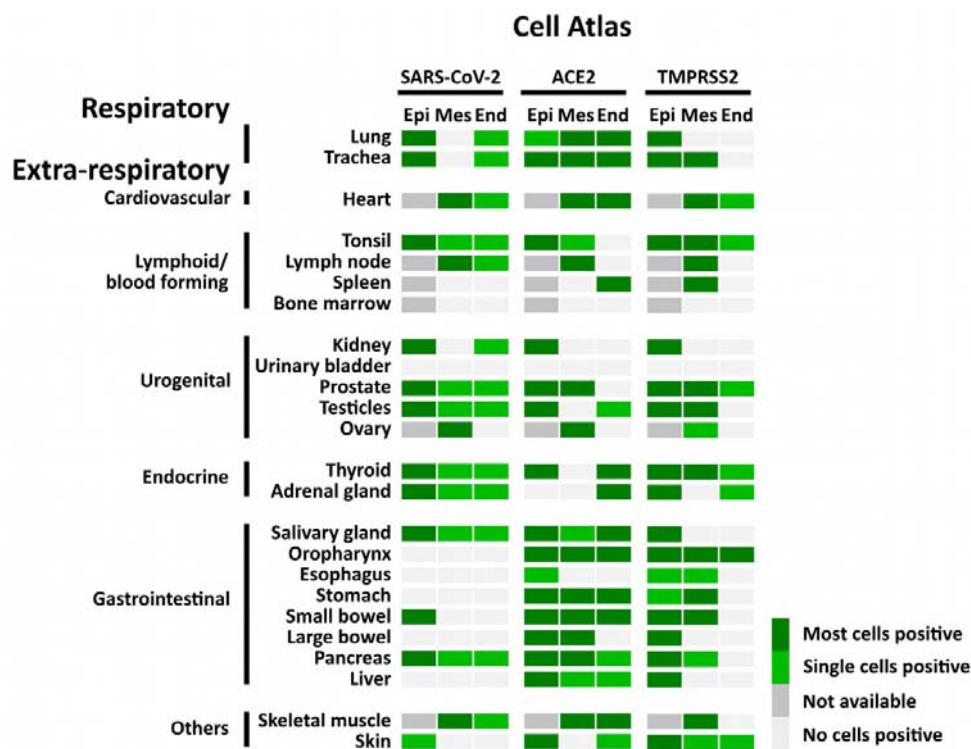 Cell Atlas
SARS-CoV-2 ACE2 TMPRSS2
Respiratory Epi Mes End Epi Mes End Epi Mes End
Lung
Trachea
Extra-respiratory
Cardiovascular Heart
Tonsil
Lymphoid/ Lymph node
blood forming Spleen
Bone marrow
Kidney
Urinary bladder
Urogenital Prostate
Testicles
Ovary
Endocrine Thyroid
Adrenal gland
Salivary gland
Oropharynx
Esophagus
Gastrointestinal Stomach
Small bowel
Large bowel
Pancreas
Liver
Others Skeletal muscle
Skin
Most cells positive
Single cells positive
Not available
No cells positive